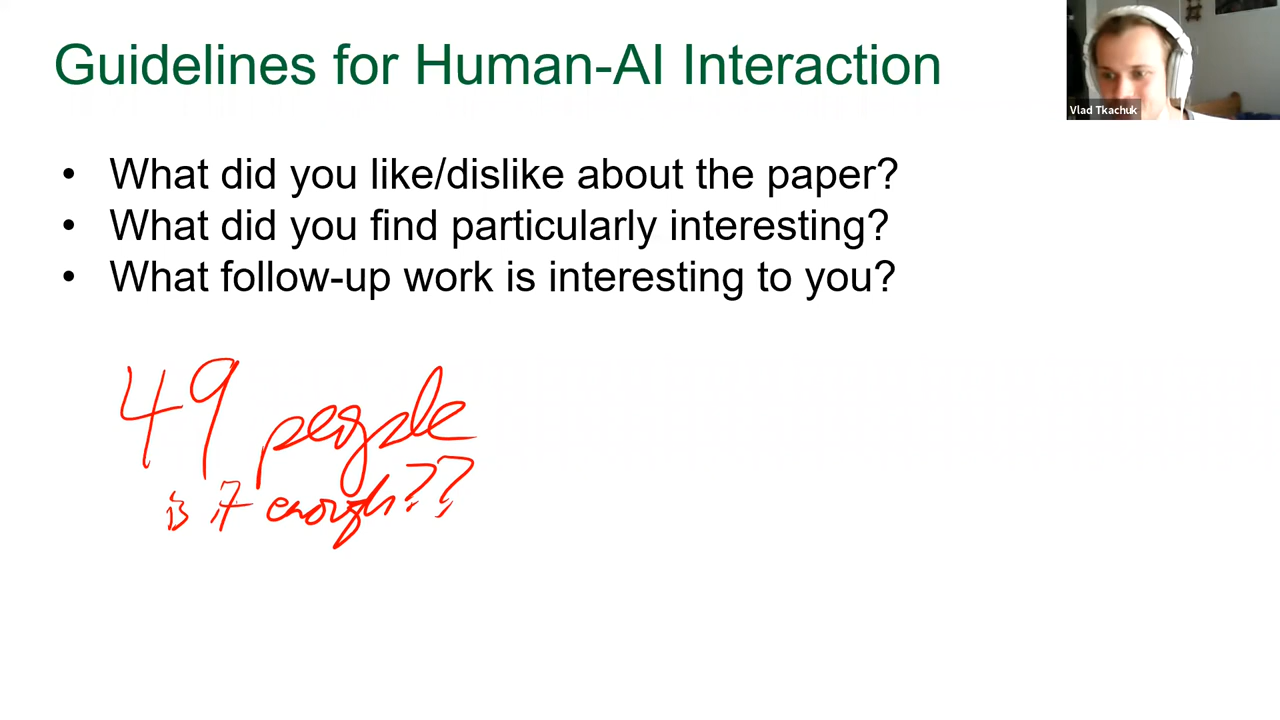 Guidelines for Human-AI Interaction
Vlad Tkachuk
• What did you like/dislike about the paper?
• What did you find particularly interesting?
• What follow-up work is interesting to you?
49 people
is it enough??